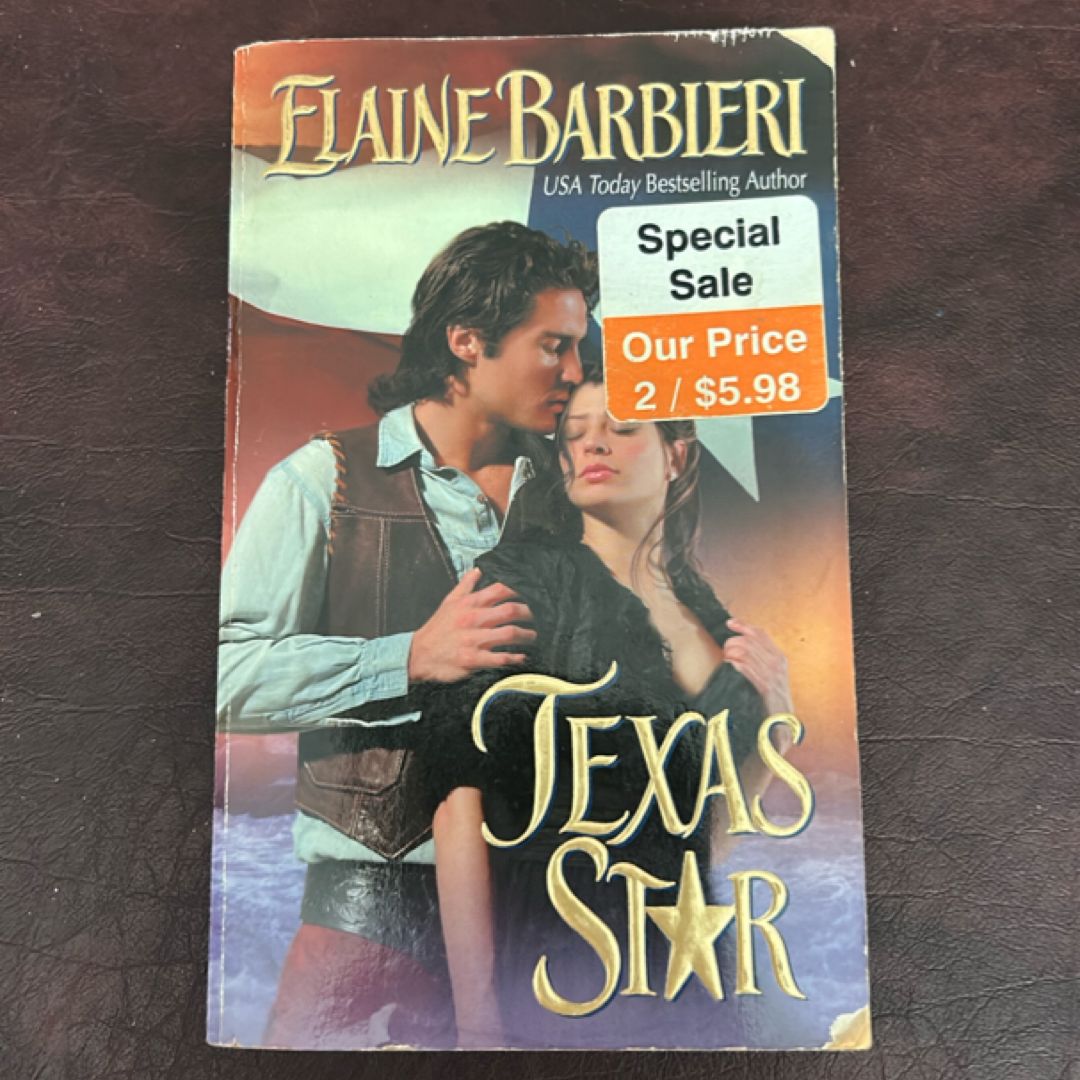 ELAINE BARBIERI
USA Today Bestselling Author
Special
Sale
Our Price
2 / $5.98
TEXAS
STAR